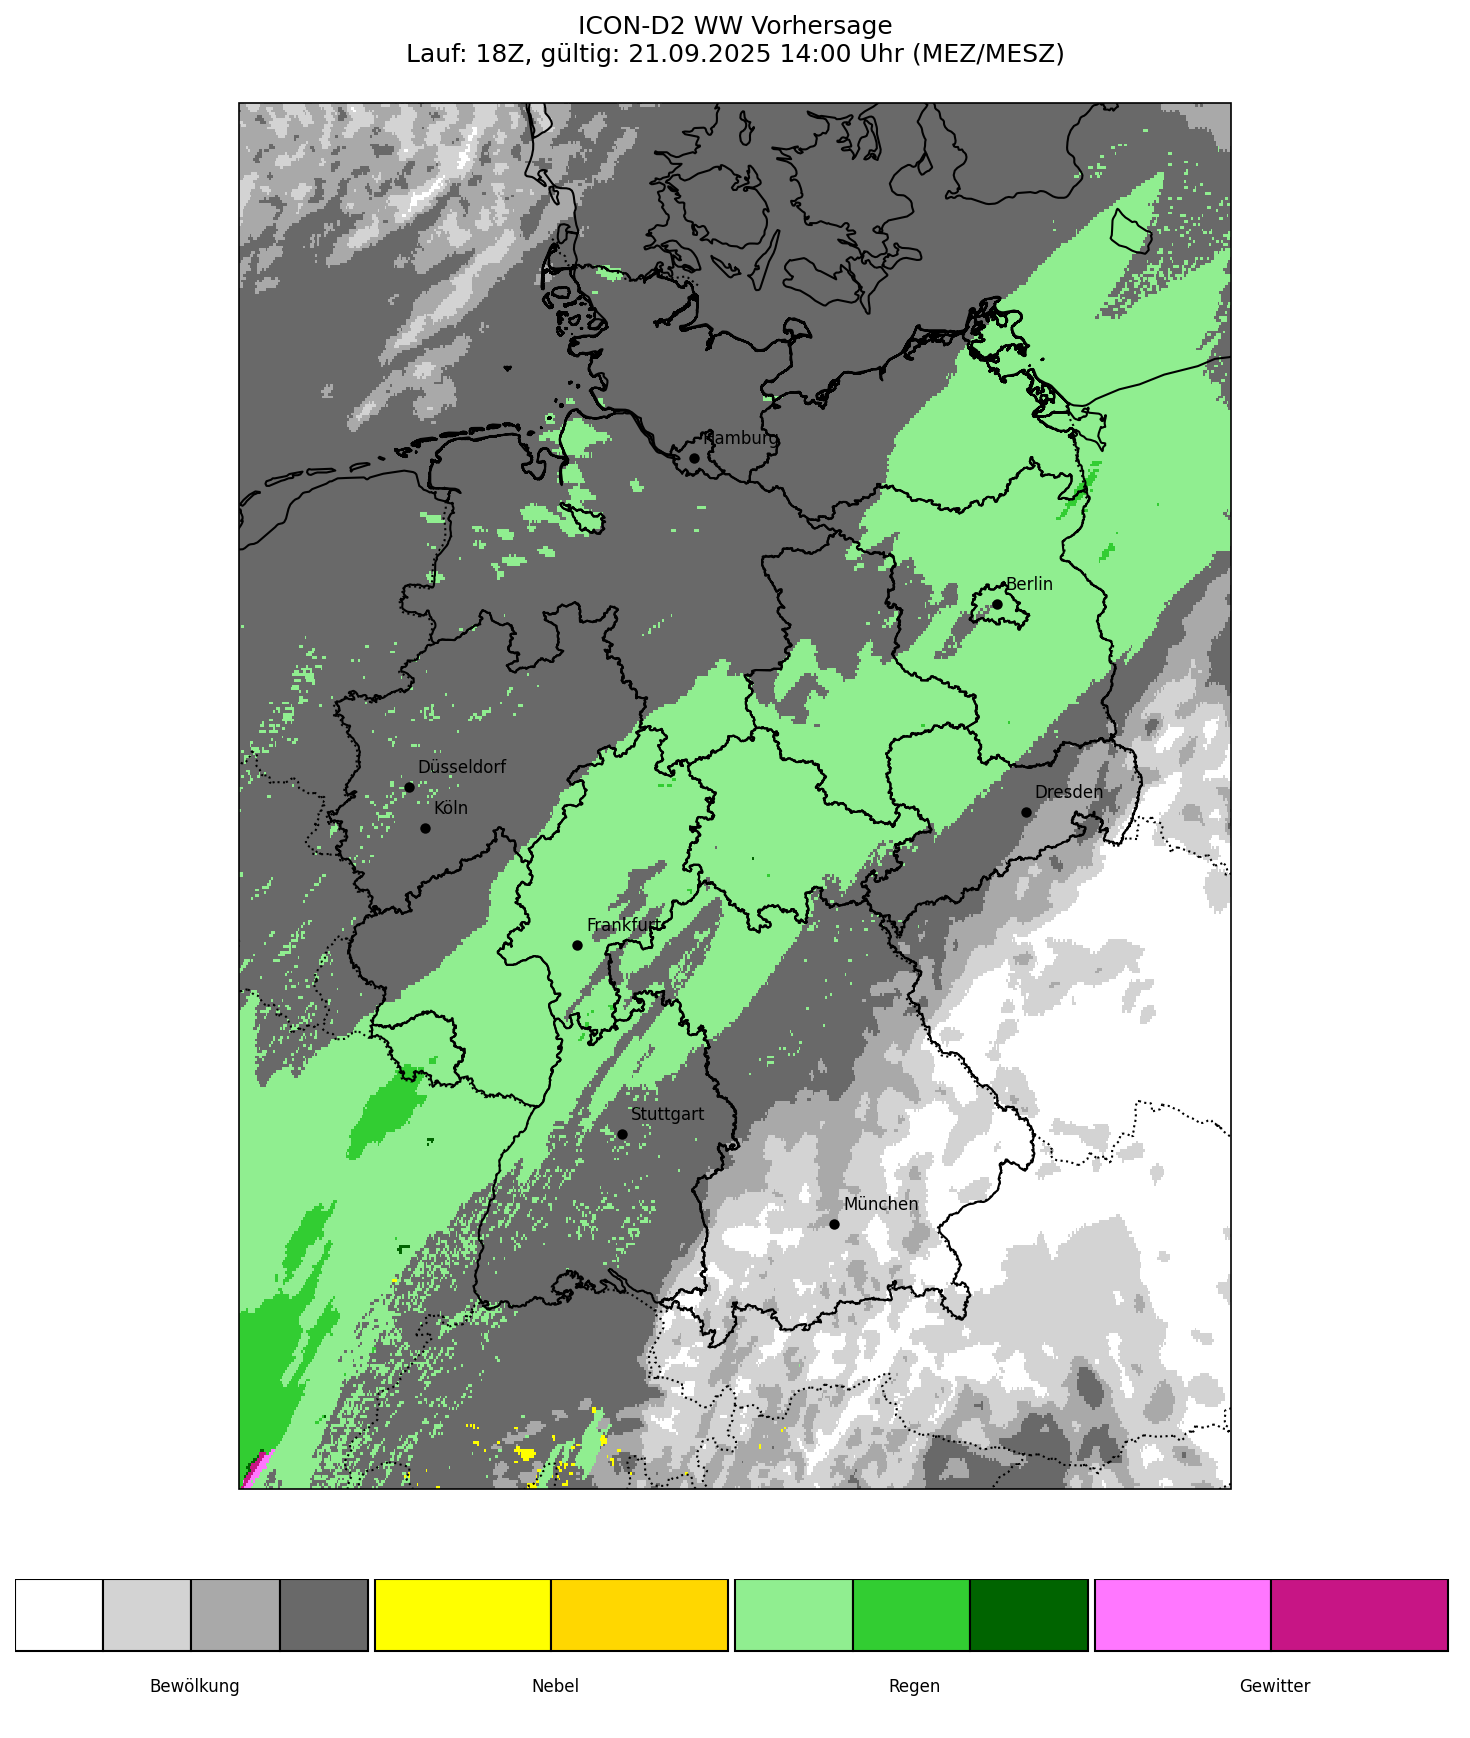 ICON-D2 WW Vorhersage
Lauf: 18Z, gültig: 21.09.2025 14:00 Uhr (MEZ/MESZ)
Hamburg
Berlin
Düsseldorf
Köln
Dresden
Frankfurt
Stuttgart
München
Bewölkung
Nebel
Regen
Gewitter